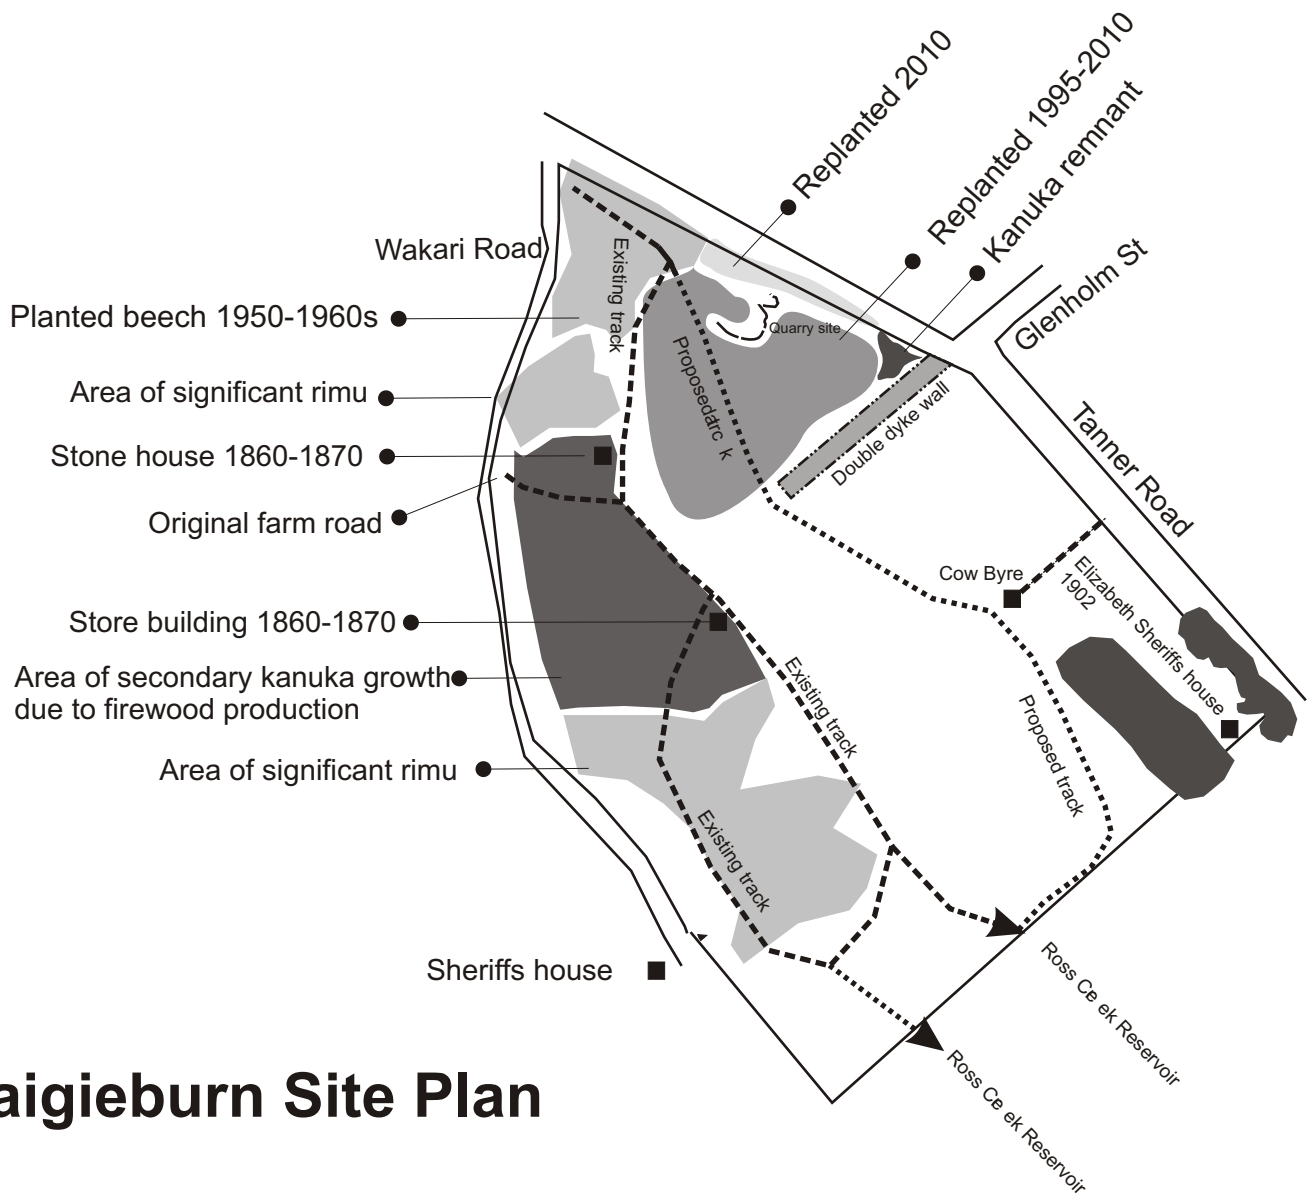 Replanted 2010
Replanted 1995-2010
Kanuka remnant
Glenholm St
Wakari Road
Existing track
Planted beech 1950-1960s
Quarry site
Proposedtrc k
Area of significant rimu
Double dyke wall
Tanner Road
Stone house 1860-1870
Original farm road
Cow Byre
Elizabeth Sheriffs house
1902
Store building 1860-1870
Area of secondary kanuka growth
due to firewood production
Existing track
Proposed track
Area of significant rimu
Existing track
Sheriffs house
Ross Ce ek Reservoir
Ross Ce ek Reservoir
aigieburn Site Plan